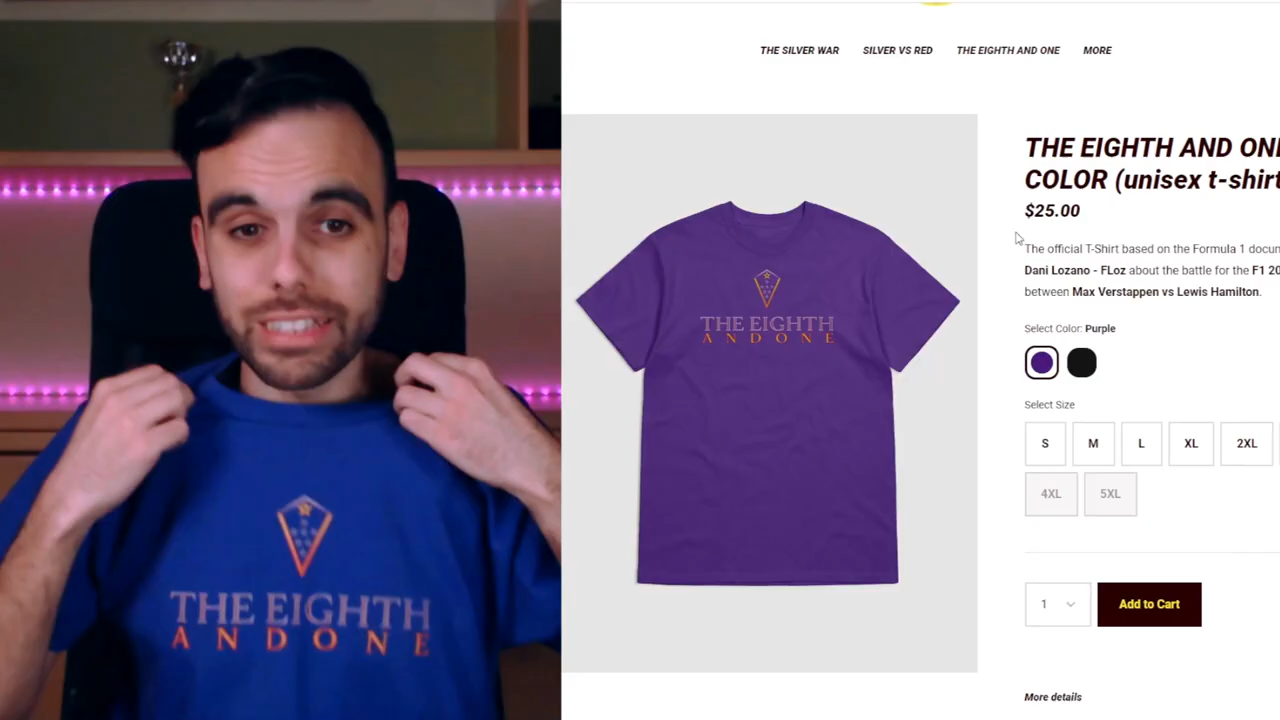 THE SILVER WAR
SILVER VS RED
THE EIGHTH AND ONE
MORE
THE EIGHTH
ANDONE
THE EIGHTH
ANDONE
THE EIGHTH AND
COLOR (unisex t-shirt
$25.00
The official T-Shirt based on the Formula 1
Dani Lozano - FLoz about the battle for the F1
between Max Verstappen vs Lewis Hamilton.
Select Color: Purple
Select Size
S M L XL 2XL
4XL 5XL
1
Add to Cart
More details